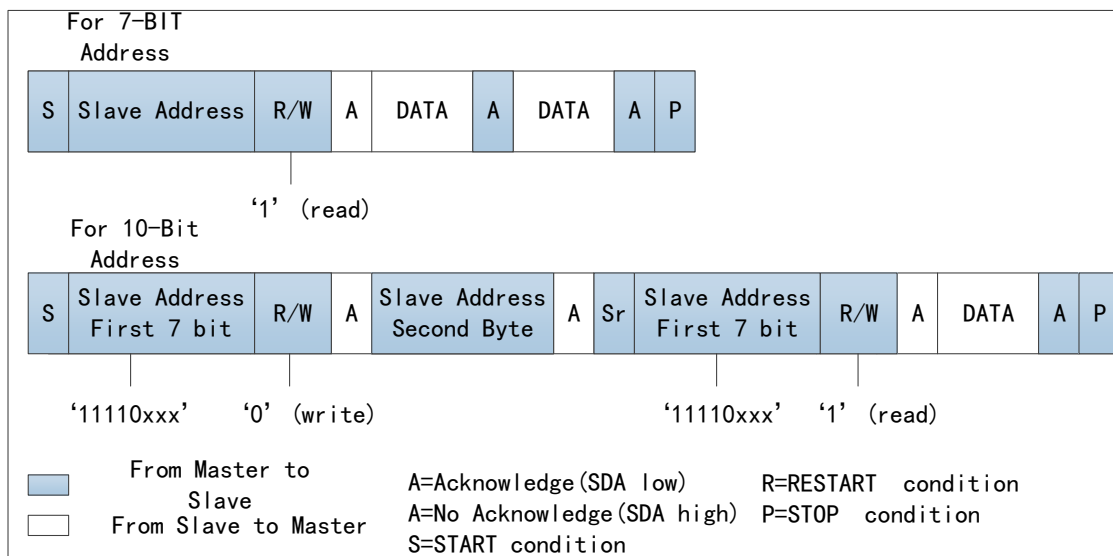 For 7-BIT
Address
S Slave Address R/W A DATA A DATA A P
‘1’ (read)
For 10-Bit
Address
S Slave Address First 7 bit R/W A Slave Address Second Byte A Sr Slave Address First 7 bit R/W A DATA A P
‘11110xxx’ ‘0’ (write) ‘11110xxx’ ‘1’ (read)
From Master to
Slave
From Slave to Master
A=Acknowledge(SDA low)
A=No Acknowledge(SDA high)
S=START condition
R=RESTART condition
P=STOP condition